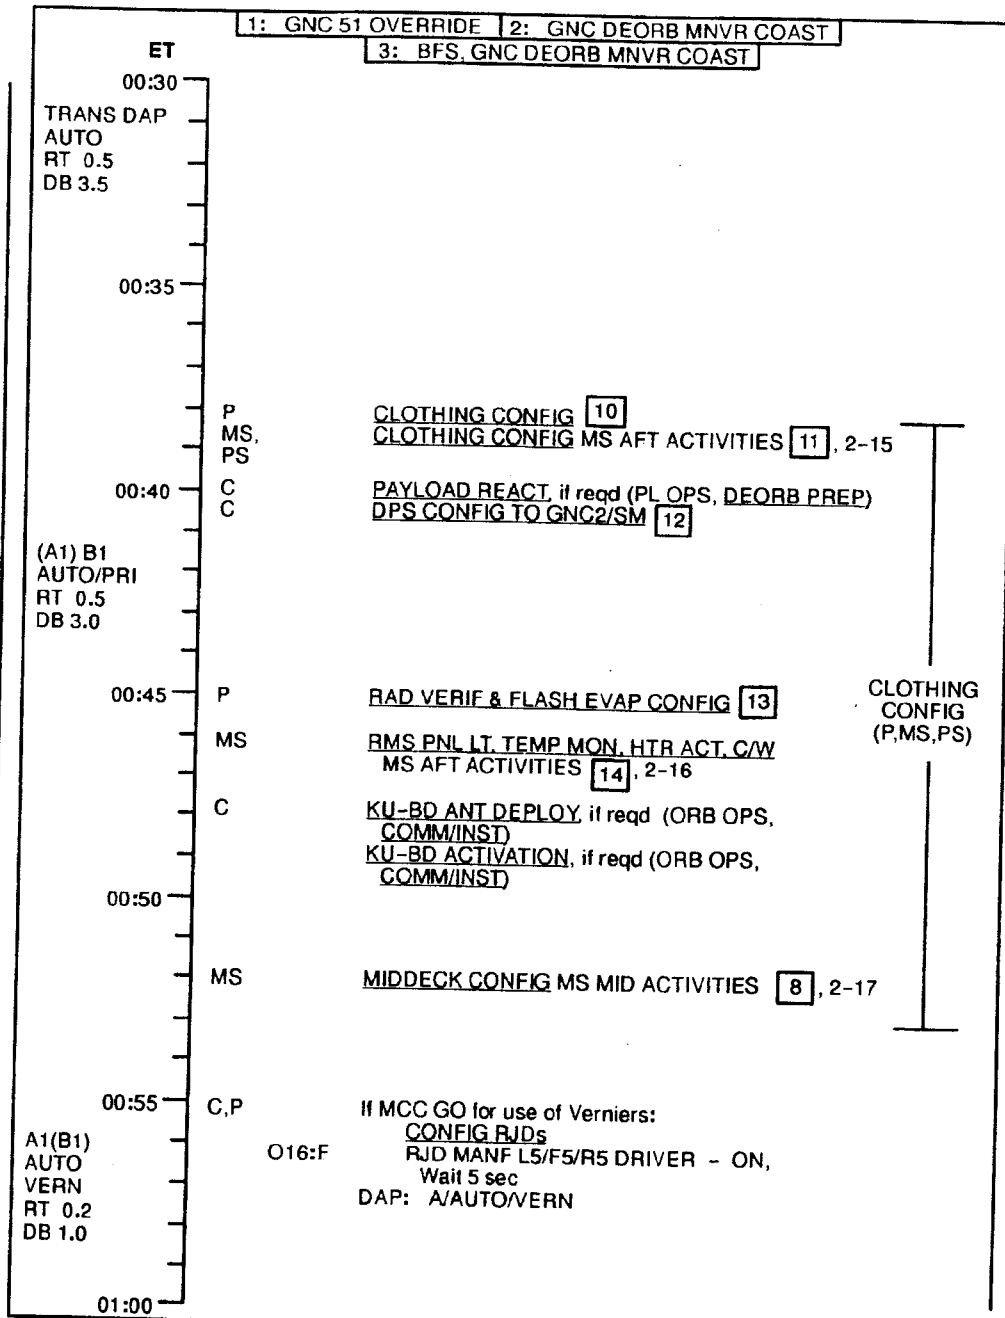 1: GNC 51 OVERRIDE 2: GNC DEORB MNVR COAST
3: BFS, GNC DEORB MNVR COAST
ET
00:30
TRANS DAP
AUTO
RT 0.5
DB 3.5
00:35
P CLOTHING CONFIG 10
MS, CLOTHING CONFIG MS AFT ACTIVITIES 11, 2-15
PS
00:40 C PAYLOAD REACT, if reqd (PL OPS, DEORB PREP)
C DPS CONFIG TO GNC2/SM 12
(A1) B1
AUTO/PRI
RT 0.5
DB 3.0
00:45 P RAD VERIF & FLASH EVAP CONFIG 13
CLOTHING
CONFIG
(P,MS,PS)
MS RMS PNL LT, TEMP MON, HTR ACT, C/W
MS AFT ACTIVITIES 14, 2-16
C KU-BD ANT DEPLOY, if reqd (ORB OPS,
COMM/INST)
KU-BD ACTIVATION, if reqd (ORB OPS,
COMM/INST)
00:50
MS MIDDECK CONFIG MS MID ACTIVITIES 8, 2-17
00:55 C,P If MCC GO for use of Verniers:
CONFIG RJDs
O16:F RJD MANF L5/F5/R5 DRIVER - ON,
Wait 5 sec
DAP: A/AUTO/VERN
A1(B1)
AUTO
VERN
RT 0.2
DB 1.0
01:00